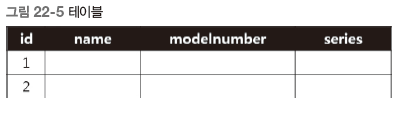 그림 22-5 테이블
id name modelnumber series
1
2